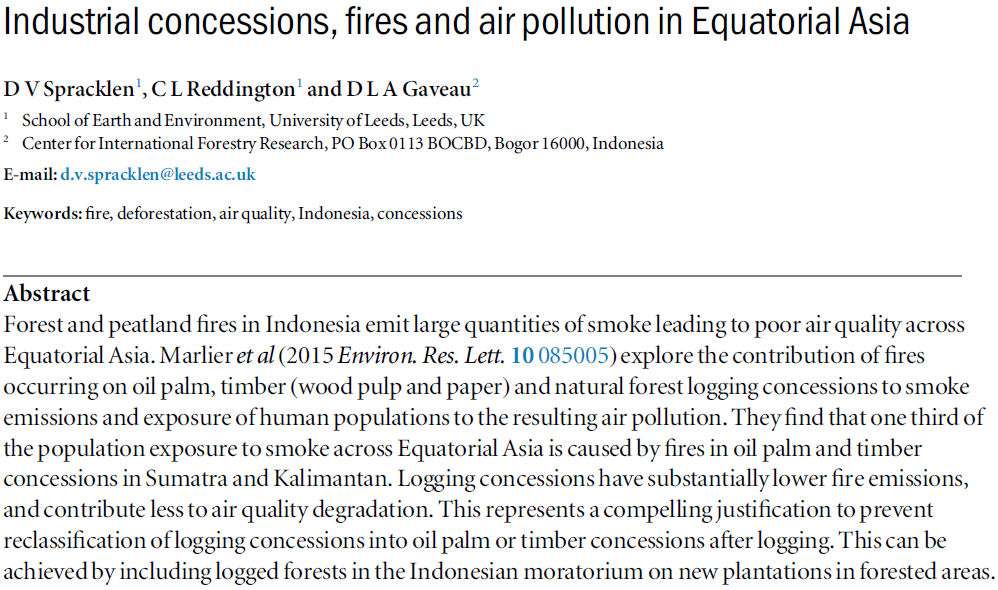 Industrial concessions, fires and air pollution in Equatorial Asia
D V Spracklen1, C L Reddington1 and D L A Gaveau2
1 School of Earth and Environment, University of Leeds, Leeds, UK
2 Center for International Forestry Research, PO Box 0113 BOCBD, Bogor 16000, Indonesia
E-mail: d.v.spracklen@leeds.ac.uk
Keywords: fire, deforestation, air quality, Indonesia, concessions
Abstract
Forest and peatland fires in Indonesia emit large quantities of smoke leading to poor air quality across
Equatorial Asia. Marlier et al (2015 Environ. Res. Lett. 10 085005) explore the contribution of fires
occurring on oil palm, timber (wood pulp and paper) and natural forest logging concessions to smoke
emissions and exposure of human populations to the resulting air pollution. They find that one third of
the population exposure to smoke across Equatorial Asia is caused by fires in oil palm and timber
concessions in Sumatra and Kalimantan. Logging concessions have substantially lower fire emissions,
and contribute less to air quality degradation. This represents a compelling justification to prevent
reclassification of logging concessions into oil palm or timber concessions after logging. This can be
achieved by including logged forests in the Indonesian moratorium on new plantations in forested areas.